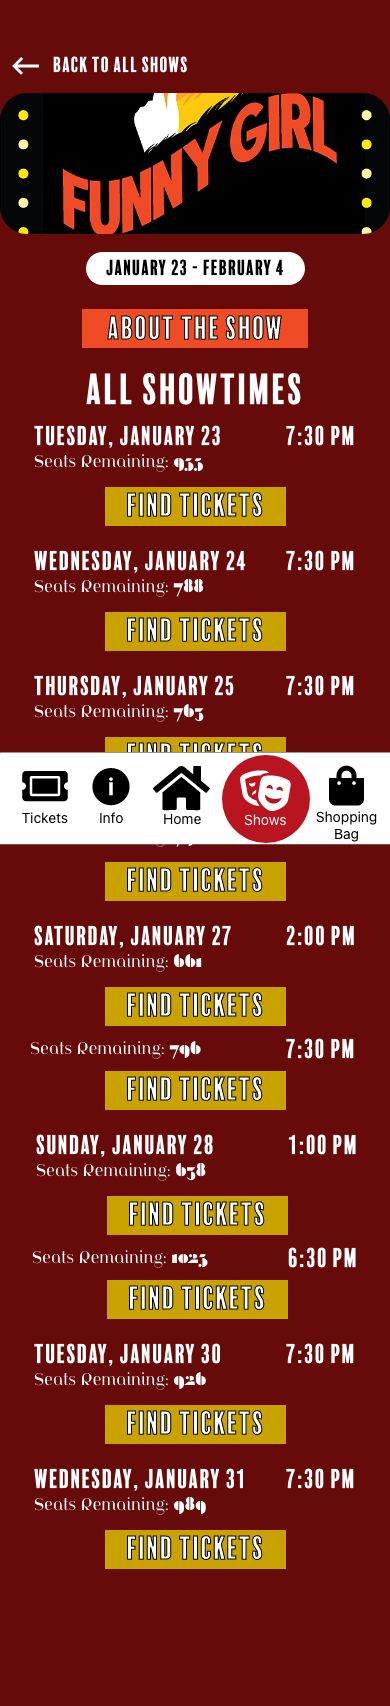 BACK TO ALL SHOWS
FUNNY GIRL
JANUARY 23 - FEBRUARY 4
ABOUT THE SHOW
ALL SHOWTIMES
TUESDAY, JANUARY 23 7:30 PM
Seats Remaining: 933
FIND TICKETS
WEDNESDAY, JANUARY 24 7:30 PM
Seats Remaining: 788
FIND TICKETS
THURSDAY, JANUARY 25 7:30 PM
Seats Remaining: 763
FIND TICKETS
Tickets Info Home Shows Shopping
Bag
FIND TICKETS
SATURDAY, JANUARY 27 2:00 PM
Seats Remaining: 661
FIND TICKETS
Seats Remaining: 796 7:30 PM
FIND TICKETS
SUNDAY, JANUARY 28 1:00 PM
Seats Remaining: 658
FIND TICKETS
Seats Remaining: 1023 6:30 PM
FIND TICKETS
TUESDAY, JANUARY 30 7:30 PM
Seats Remaining: 926
FIND TICKETS
WEDNESDAY, JANUARY 31 7:30 PM
Seats Remaining: 989
FIND TICKETS